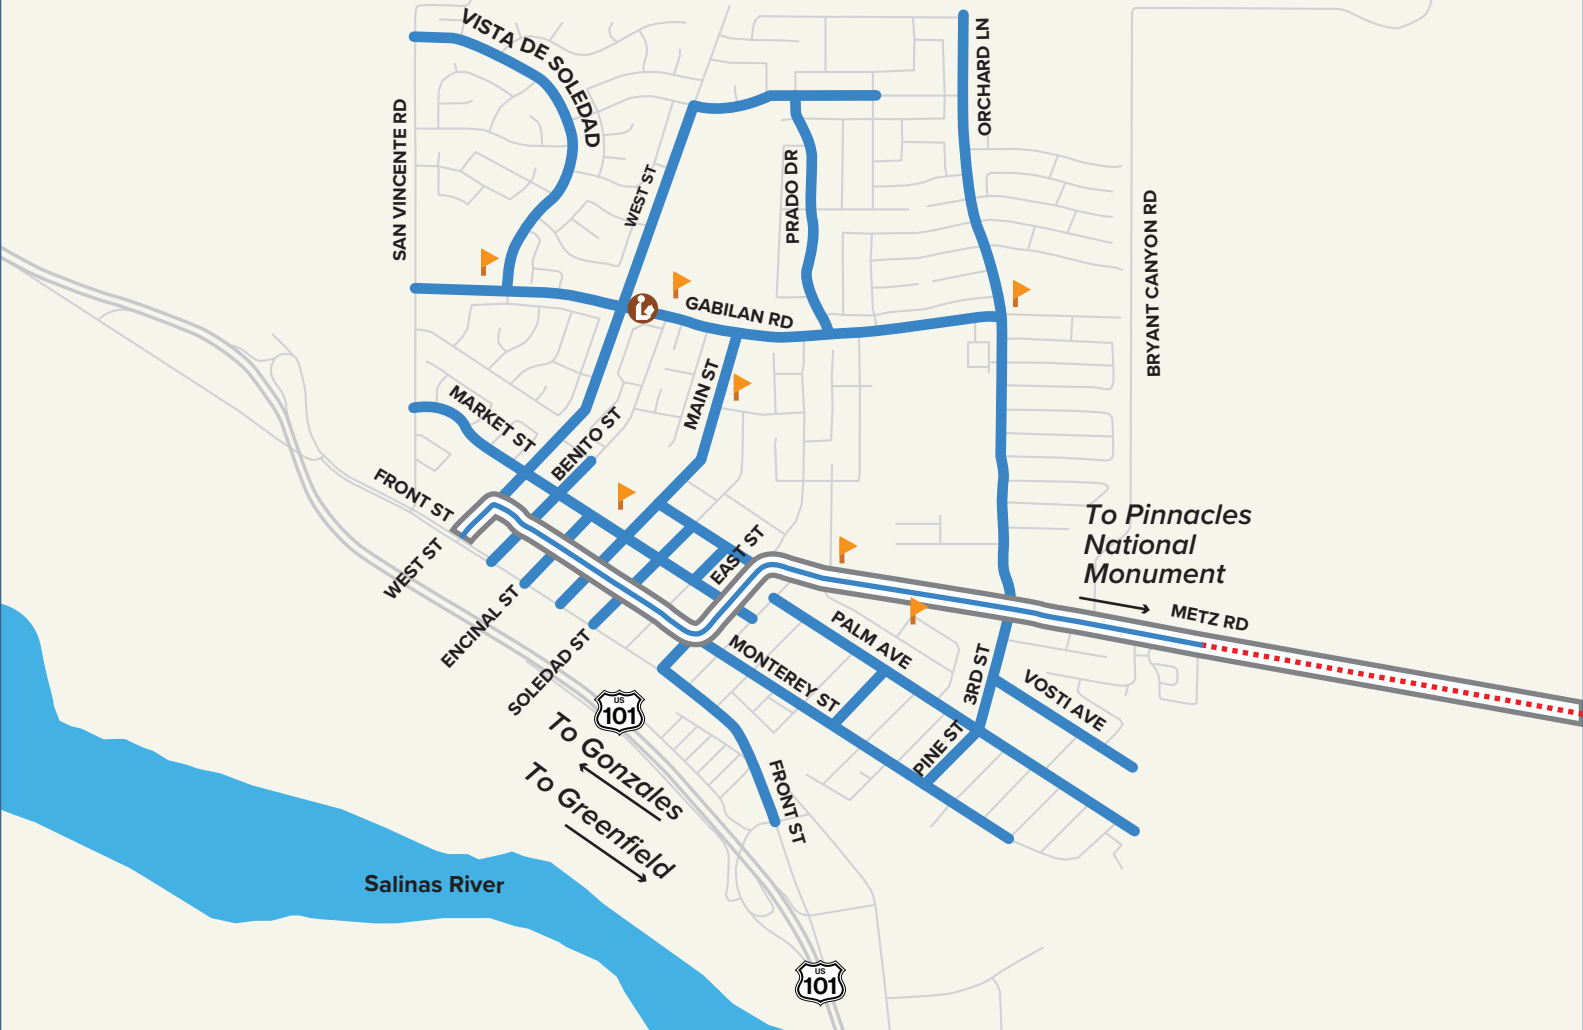 VISTA DE SOLEDAD
ORCHARD LN
SAN VINCENTE RD
WEST ST
PRADO DR
BRYANT CANYON RD
GABILAN RD
MAIN ST
MARKET ST
BENITO ST
FRONT ST
WEST ST
EAST ST
To Pinnacles
National
Monument
METZ RD
ENCINAL ST
SOLEDAD ST
PALM AVE
MONTEREY ST
3RD ST
VOSTI AVE
PINE ST
US
101
To Gonzales
To Greenfield
FRONT ST
Salinas River
US
101